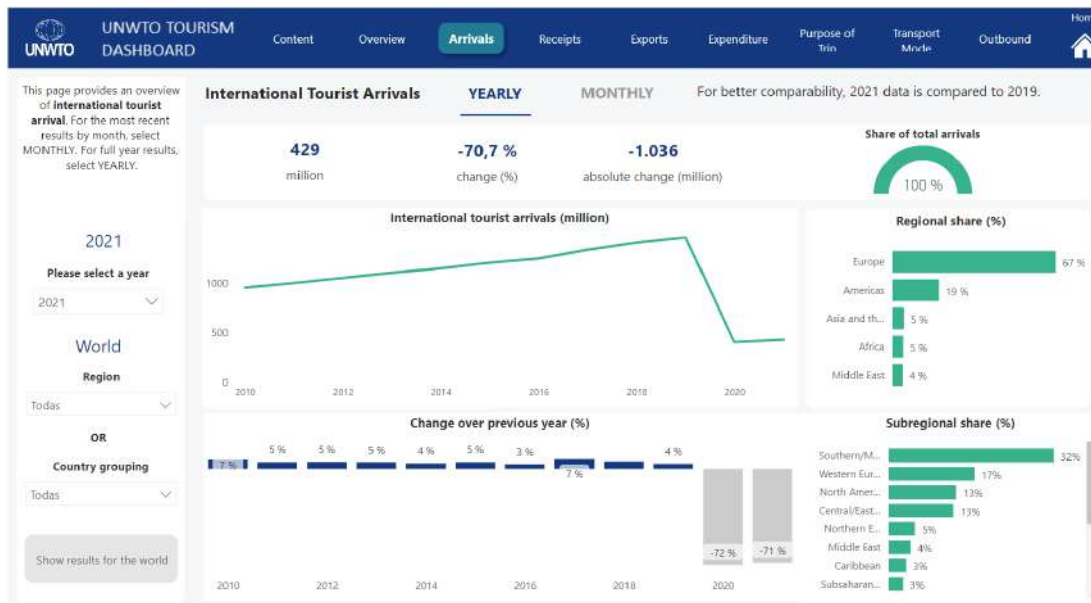 UNWTO
UNWTO TOURISM
DASHBOARD
Content
Overview
Arrivals
Receipts
Exports
Expenditure
Purpose of
Trip
Transport
Mode
Outbound
Hom
This page provides an overview
of international tourist
arrival. For the most recent
results by month, select
MONTHLY. For full year results,
select YEARLY.
2021
Please select a year
2021
World
Region
Todas
OR
Country grouping
Todas
Show results for the world
International Tourist Arrivals
YEARLY
MONTHLY
For better comparability, 2021 data is compared to 2019.
429
million
-70,7 %
change (%)
-1.036
absolute change (million)
Share of total arrivals
100 %
International tourist arrivals (million)
1000
500
0
2010
2012
2014
2016
2018
2020
Regional share (%)
Europe
67 %
Americas
19 %
Asia and th...
5 %
Africa
5 %
Middle East
4 %
Change over previous year (%)
7 %
5 %
5 %
5 %
4 %
5 %
3 %
7 %
4 %
-72 %
-71 %
2010
2012
2014
2016
2018
2020
Subregional share (%)
Southern/M...
32%
Western Eur...
17%
North Amer...
13%
Central/East...
13%
Northern E...
5%
Middle East
4%
Caribbean
3%
Subsaharan...
3%